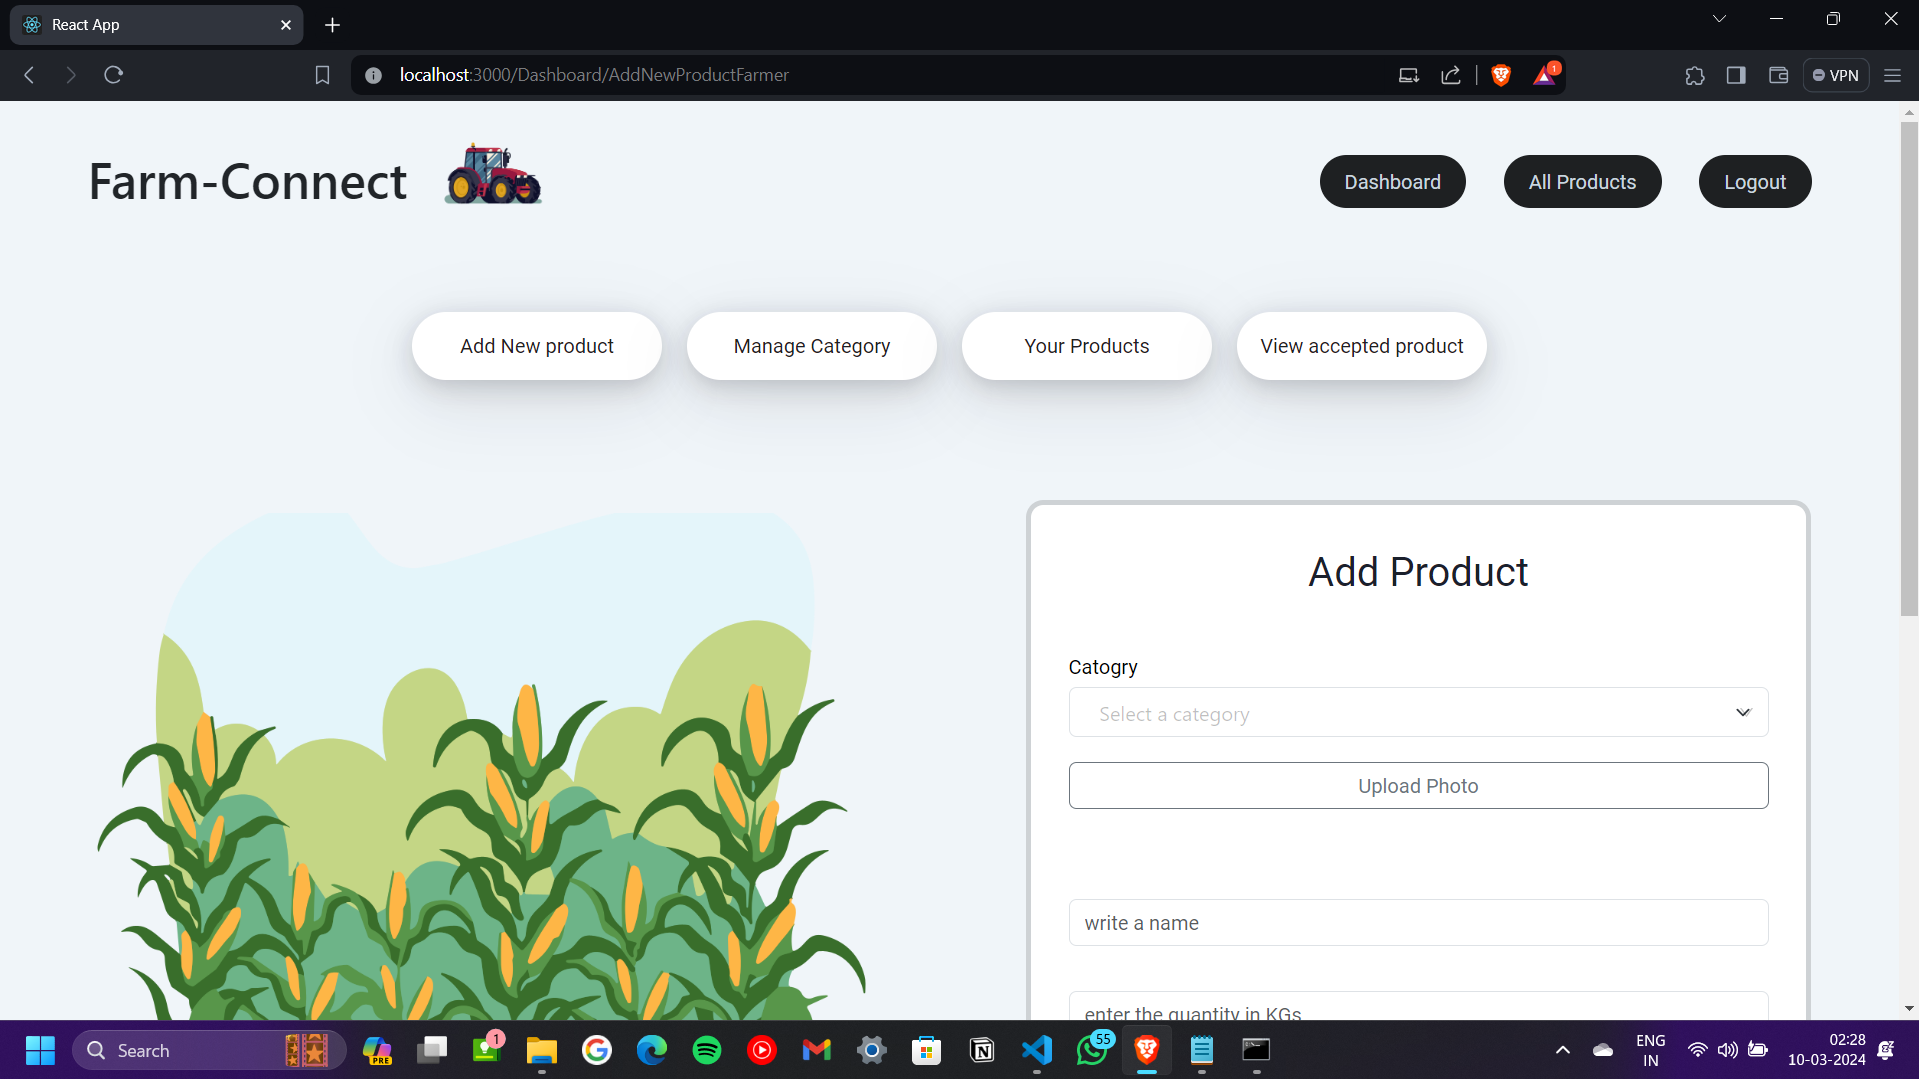 React App
localhost:3000/Dashboard/AddNewProductFarmer
1
VPN
Farm-Connect
Dashboard
All Products
Logout
Add New product
Manage Category
Your Products
View accepted product
Add Product
Catogry
Select a category
Upload Photo
write a name
enter the quantity in KGs
Search
PRE
1
55
ENG
IN
02:28
10-03-2024